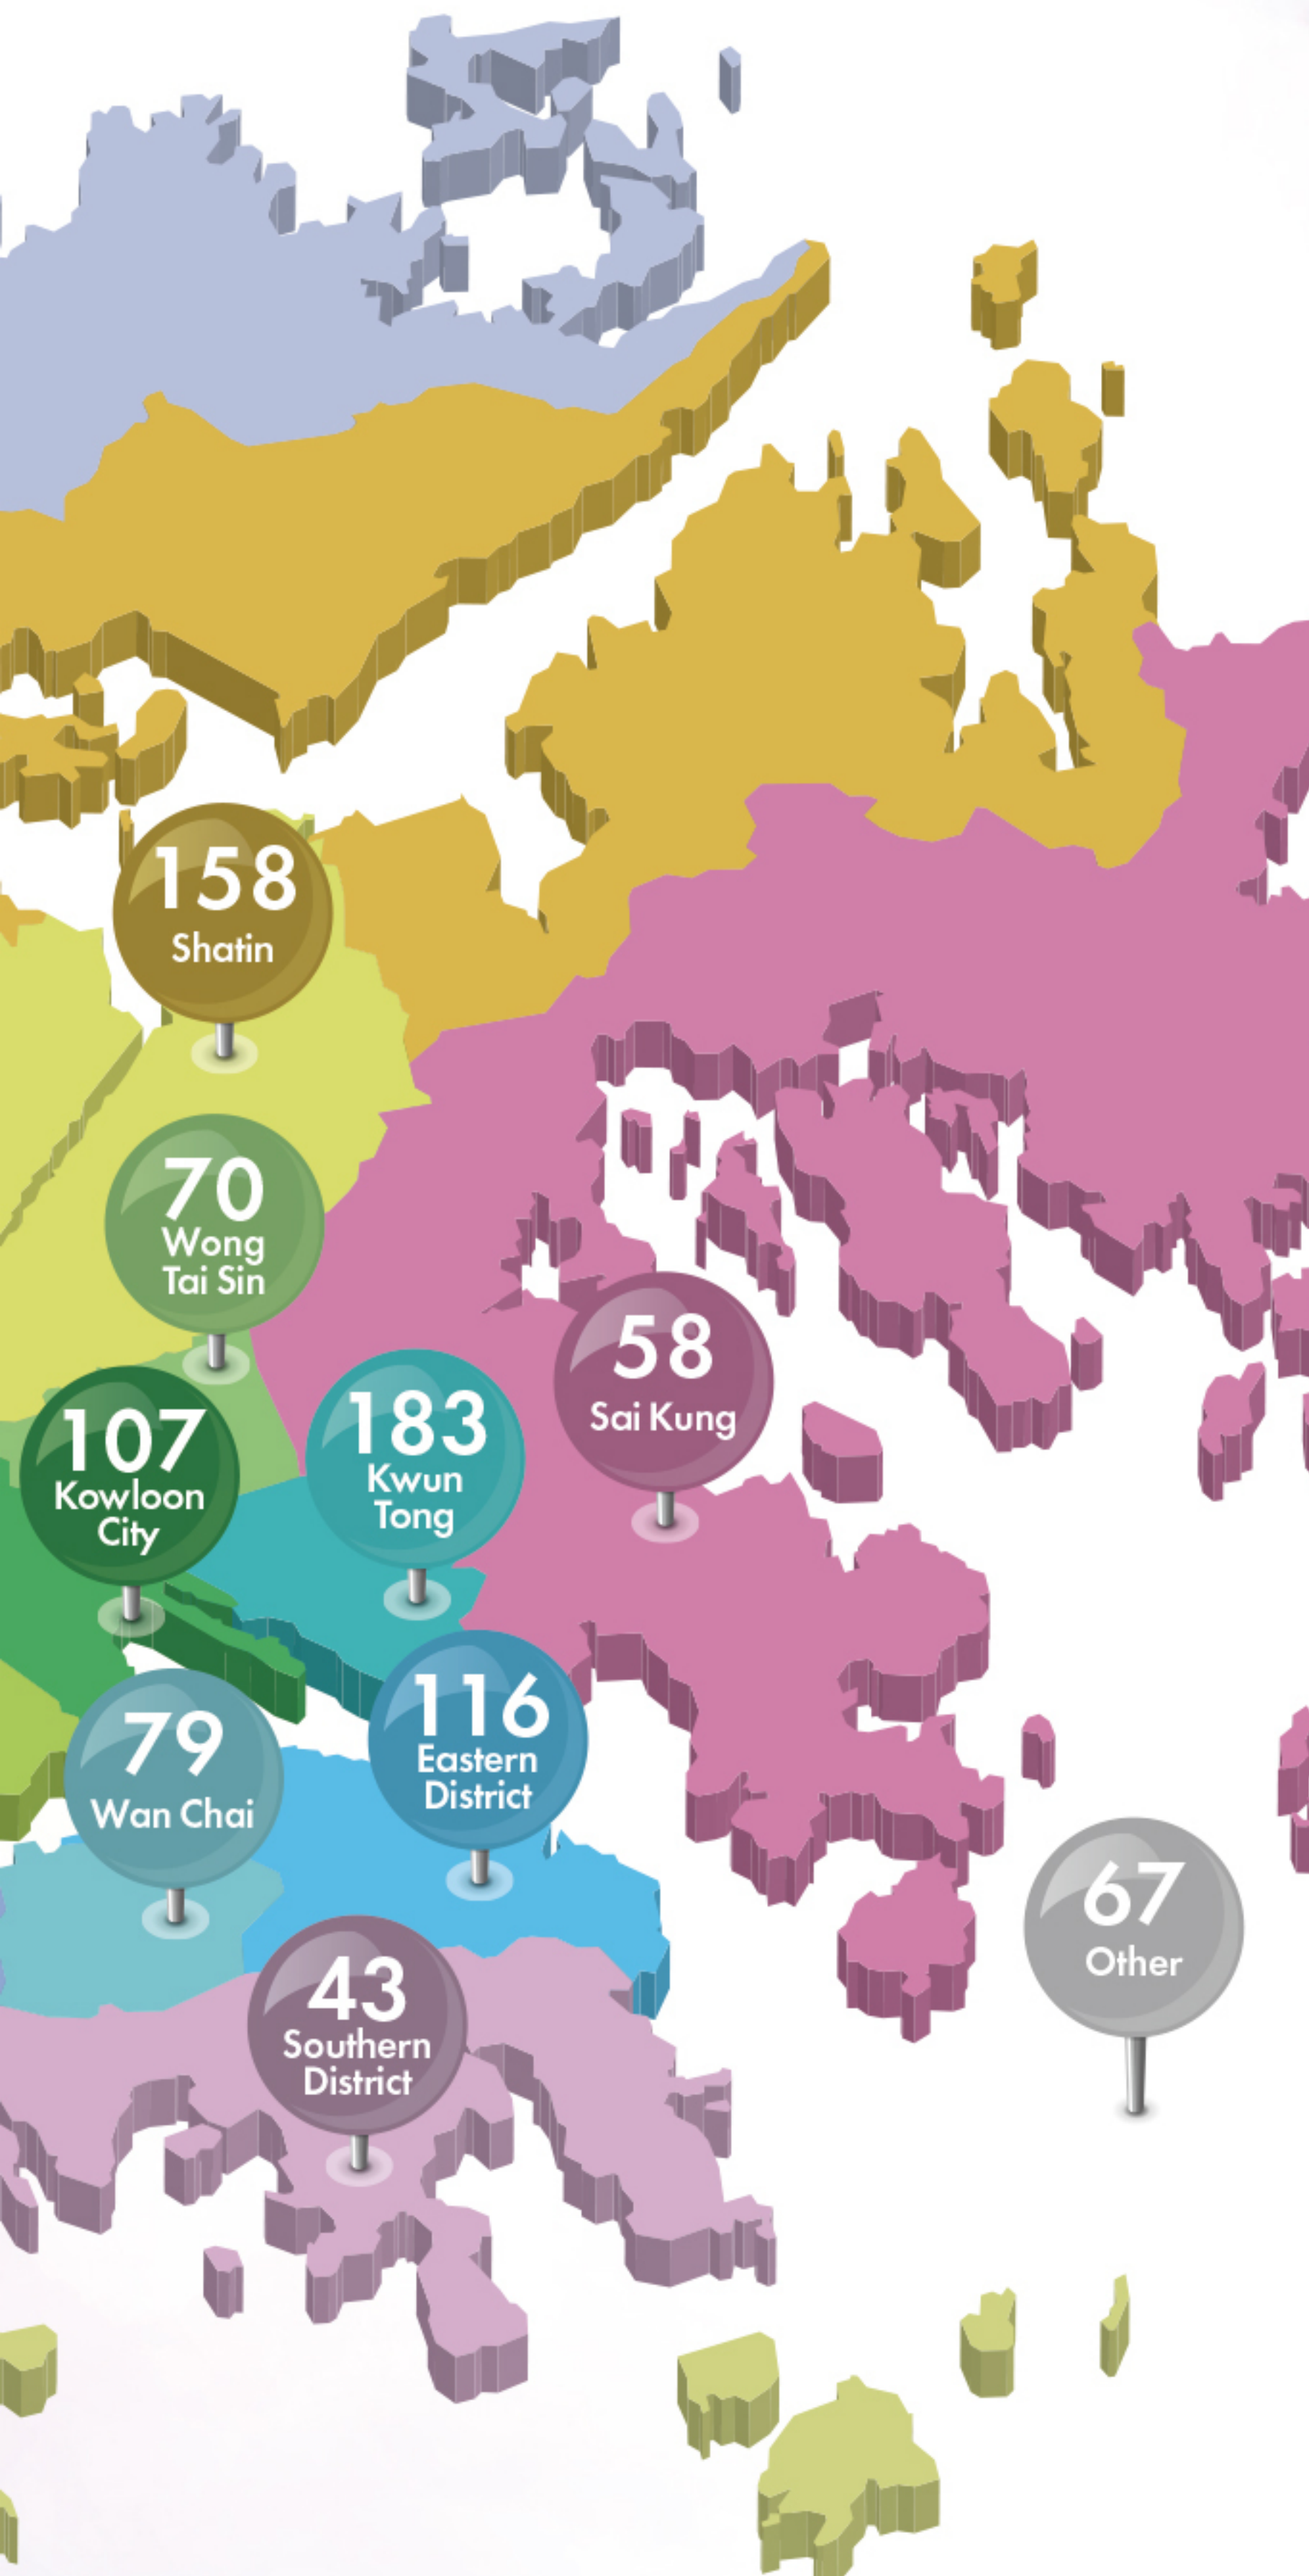 158
Shatin
70
Wong
Tai Sin
58
Sai Kung
183
Kwun
Tong
107
Kowloon
City
116
Eastern
District
79
Wan Chai
67
Other
43
Southern
District